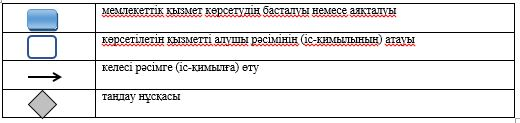 мемлекеттік қызмет көрсетудің басталуы немесе аякталуы
көрсетілетін қызметті алушы рәсімінің (іс-қимылының) атауы
келесі рәсімге (іс-қимылға) өту
таңдау нұсқасы